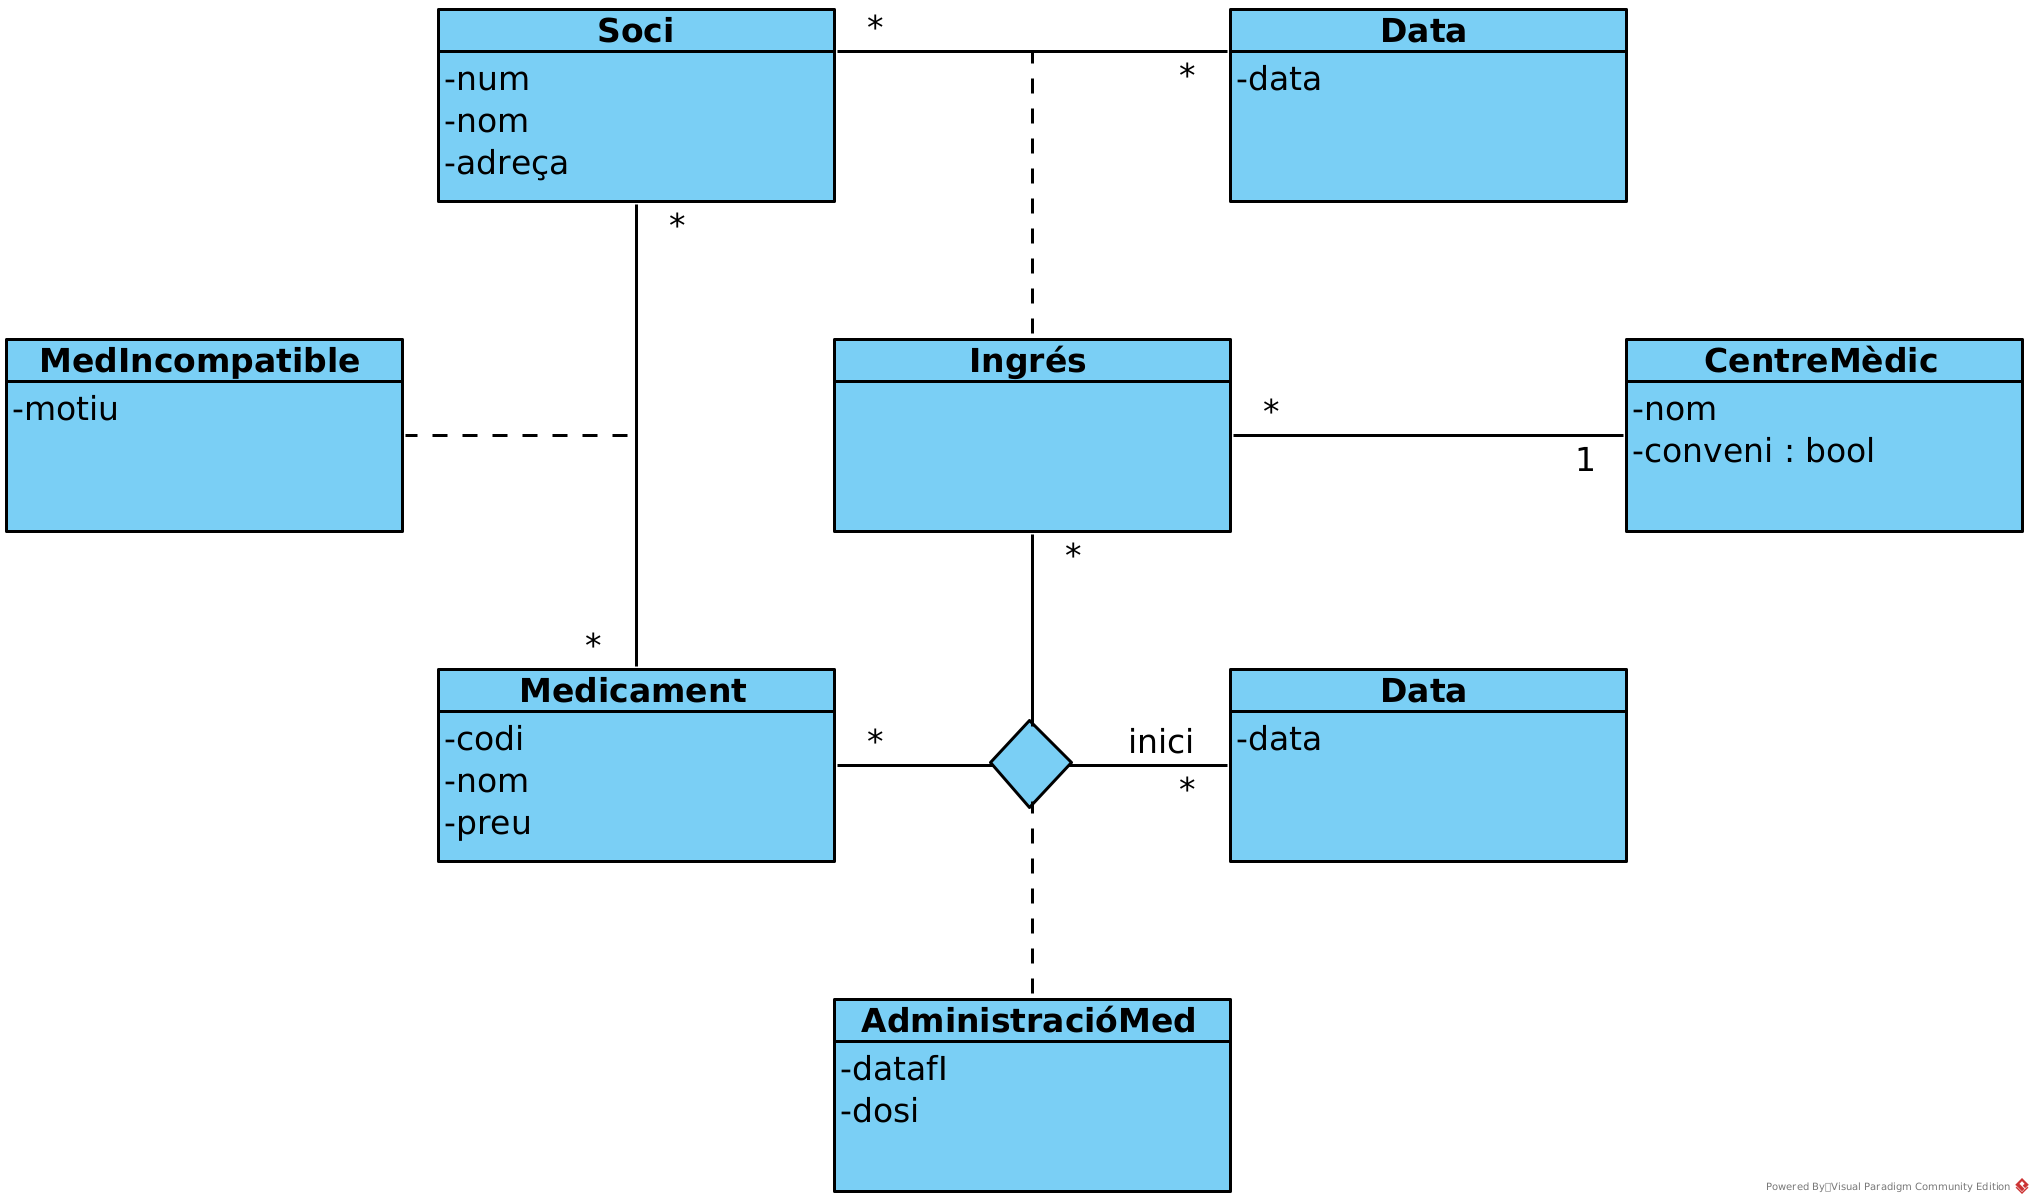 Soci
-num
-nom
-adreça
*
*
Data
-data
*
MedIncompatible
-motiu
Ingrés
*
1
CentreMèdic
-nom
-conveni : bool
*
*
Medicament
-codi
-nom
-preu
*
inici
*
Data
-data
AdministracióMed
-datafI
-dosi
Powered By Visual Paradigm Community Edition